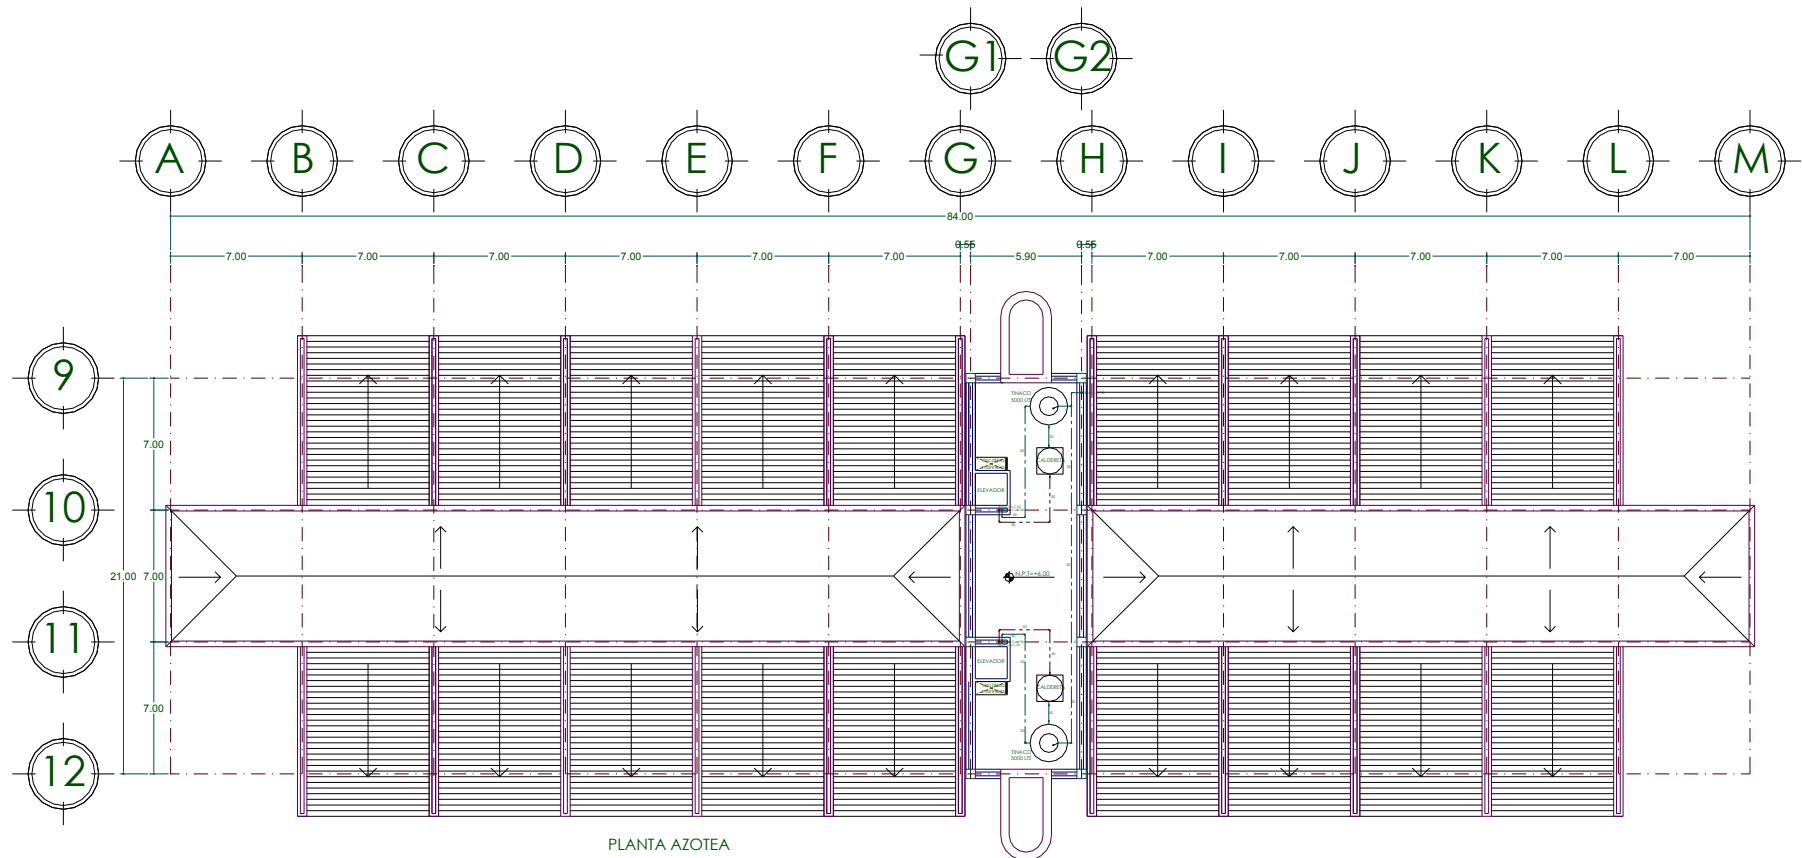 G1 G2
A B C D E F G H I J K L M
84.00
0.55 0.55
7.00 7.00 7.00 7.00 7.00 7.00 5.90 7.00 7.00 7.00 7.00 7.00
9
TINACO
5000 LTS
7.00
CALDERETA
ELEVADOR
10
21.00 7.00
N.P.T=+6.00
11
ELEVADOR
CALDERETA
7.00
TINACO
5000 LTS
12
PLANTA AZOTEA